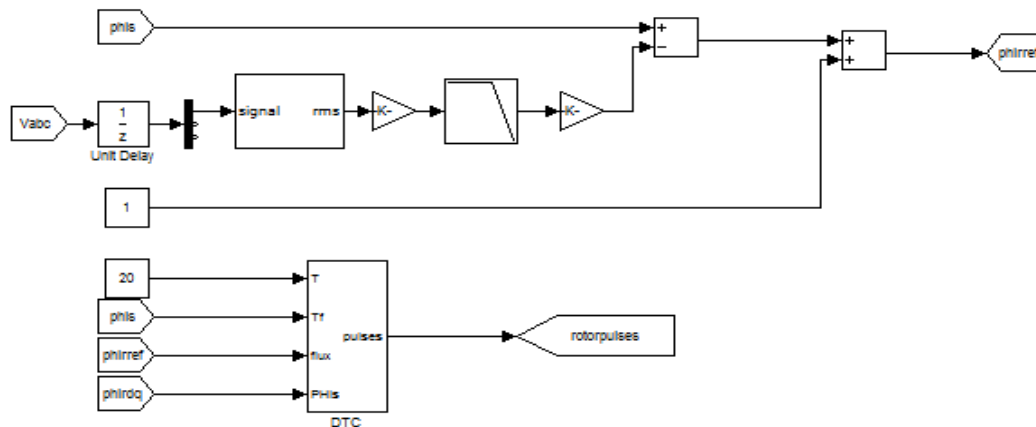 phis
+
−
+
+
phirref
signal
rms
K-
K-
Vabc
1
z
Unit Delay
1
20
T
phis
Tf
pulses
rotorpulses
phirref
flux
phirdq
PHIs
DTC